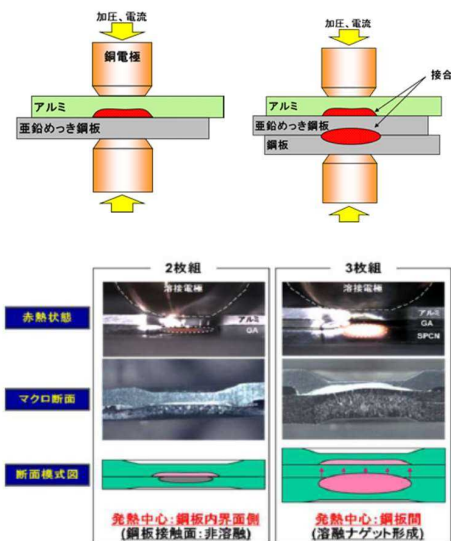 加圧、電流
銅電極
アルミ
亜鉛めっき鋼板
加圧、電流
接合
アルミ
亜鉛めっき鋼板
鋼板
2枚組
3枚組
赤熱状態
溶接電極
アルミ
GA
溶接電極
アルミ
GA
SPCN
マクロ断面
断面模式図
発熱中心:鋼板内界面側
(鋼板接触面:非溶融)
発熱中心:鋼板間
(溶融ナゲット形成)